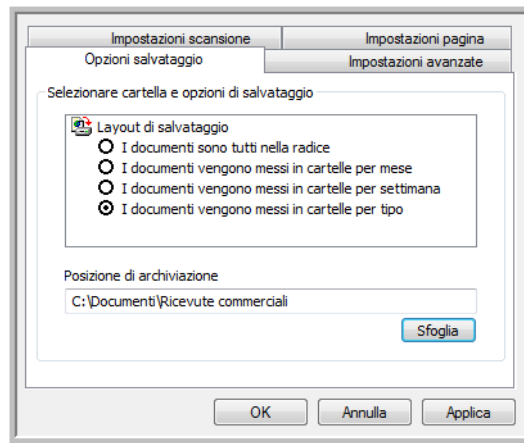 Impostazioni scansione
Impostazioni pagina
Opzioni salvataggio
Impostazioni avanzate
Selezionare cartella e opzioni di salvataggio
Layout di salvataggio
I documenti sono tutti nella radice
I documenti vengono messi in cartelle per mese
I documenti vengono messi in cartelle per settimana
I documenti vengono messi in cartelle per tipo
Posizione di archiviazione
C:\Documenti\Ricevute commerciali
Sfoglia
OK
Annulla
Applica